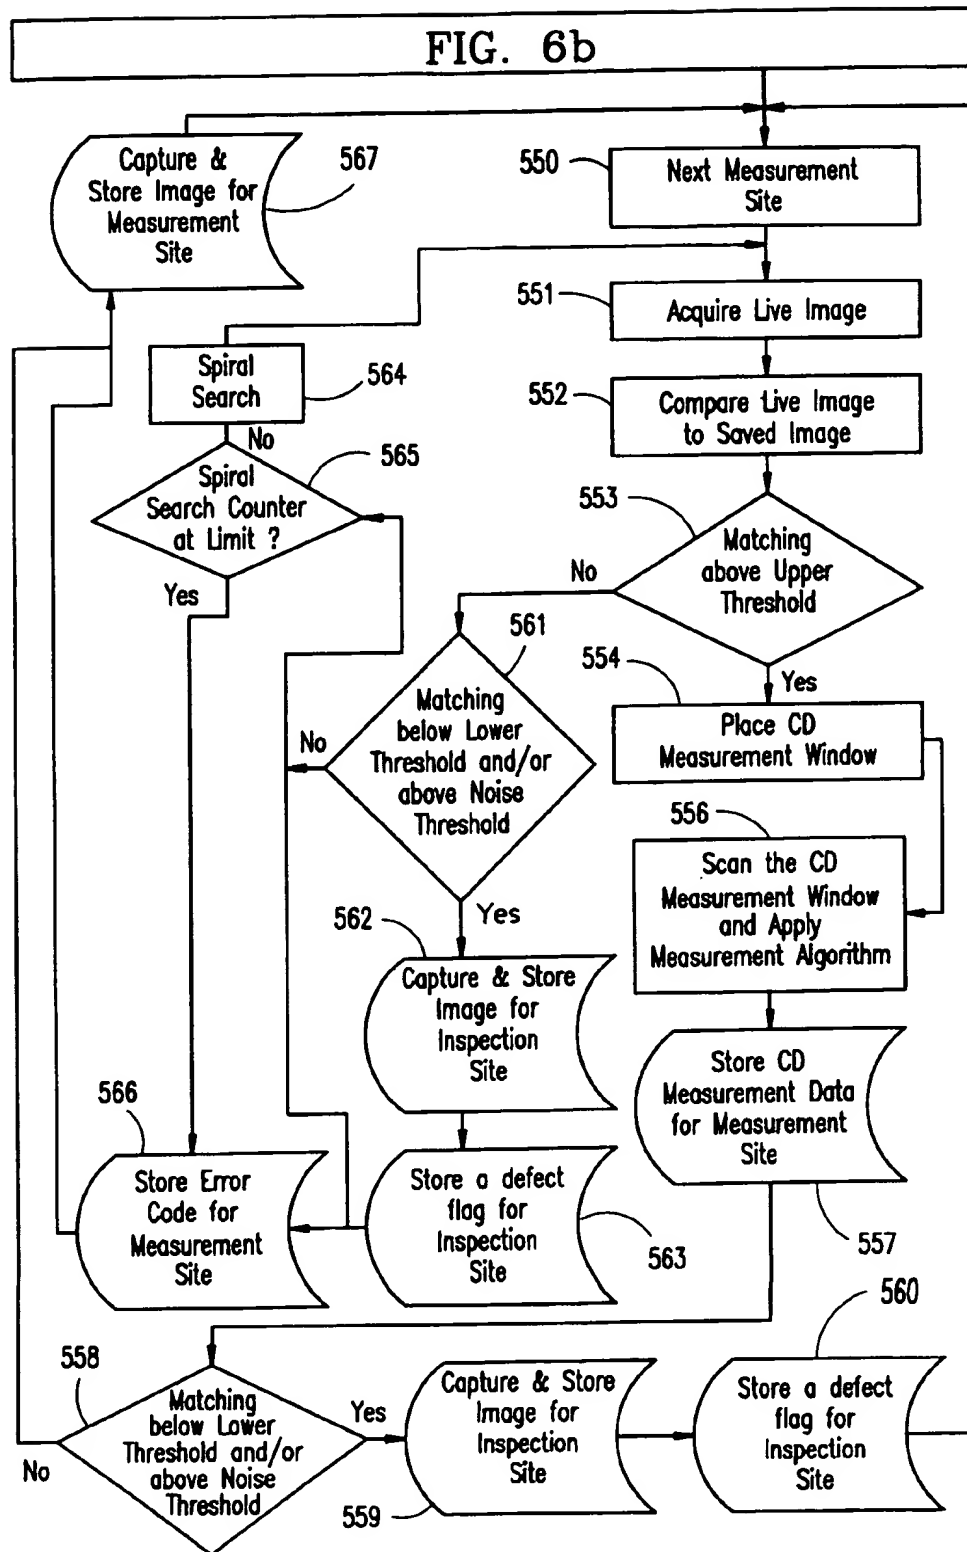 FIG. 6b
567
Capture &
Store Image for
Measurement
Site
550
Next Measurement
Site
551
Acquire Live Image
Spiral
Search
564
552
Compare Live Image
to Saved Image
No
565
Spiral
Search Counter
at Limit ?
Yes
553
Matching
above Upper
Threshold
No
Yes
561
Matching
below Lower
Threshold and/or
above Noise
Threshold
No
Yes
554
Place CD
Measurement Window
556
Scan the CD
Measurement Window
and Apply
Measurement Algorithm
562
Capture & Store
Image for
Inspection
Site
Store CD
Measurement Data
for Measurement
Site
557
566
Store Error
Code for
Measurement
Site
Store a defect
flag for
Inspection
Site
563
560
558
Matching
below Lower
Threshold and/or
above Noise
Threshold
No
Yes
Capture & Store
Image for
Inspection
Site
559
Store a defect
flag for
Inspection
Site